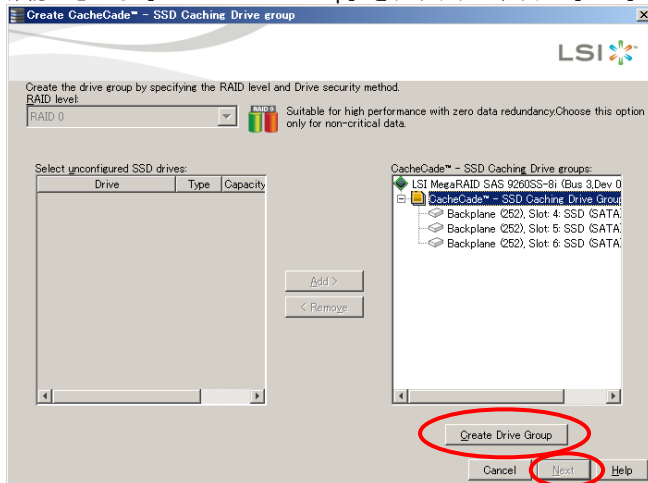 Create CacheCade™ - SSD Caching Drive group
LSI
Create the drive group by specifying the RAID level and Drive security method.
RAID level:
RAID 0
RAID 0
Suitable for high performance with zero data redundancy.Choose this option
only for non-critical data.
Select unconfigured SSD drives:
Drive Type Capacity
CacheCade™ - SSD Caching Drive groups:
LSI MegaRAID SAS 9260SS-8i (Bus 3,Dev 0
CacheCade™ - SSD Caching Drive Group
Backplane (252), Slot: 4: SSD (SATA)
Backplane (252), Slot: 5: SSD (SATA)
Backplane (252), Slot: 6: SSD (SATA)
Add >
< Remove
Create Drive Group
Cancel Next Help